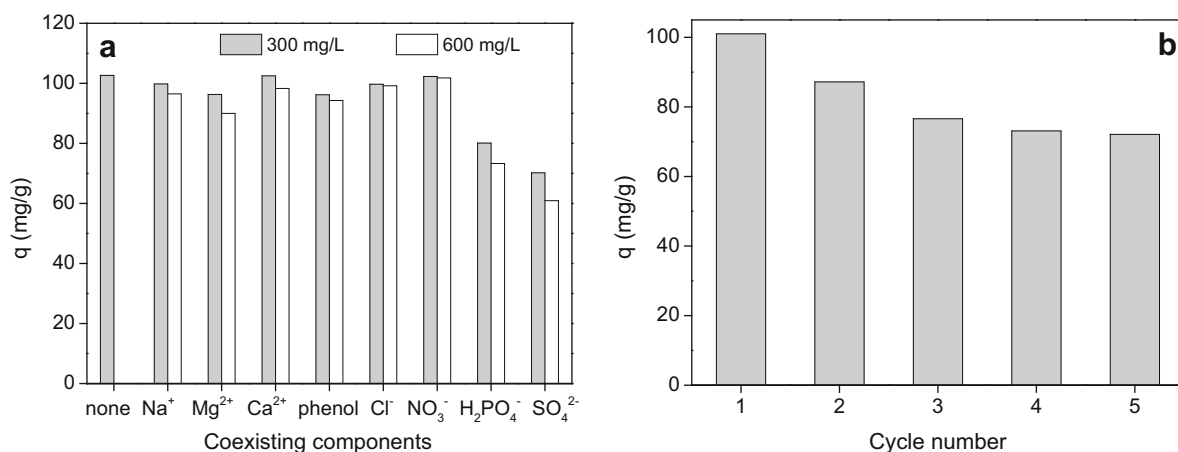 a
300 mg/L 600 mg/L
q (mg/g)
120
100
80
60
40
20
0
none Na⁺ Mg²⁺ Ca²⁺ phenol Cl⁻ NO₃⁻ H₂PO₄⁻ SO₄²⁻
Coexisting components
b
q (mg/g)
100
80
60
40
20
0
1 2 3 4 5
Cycle number